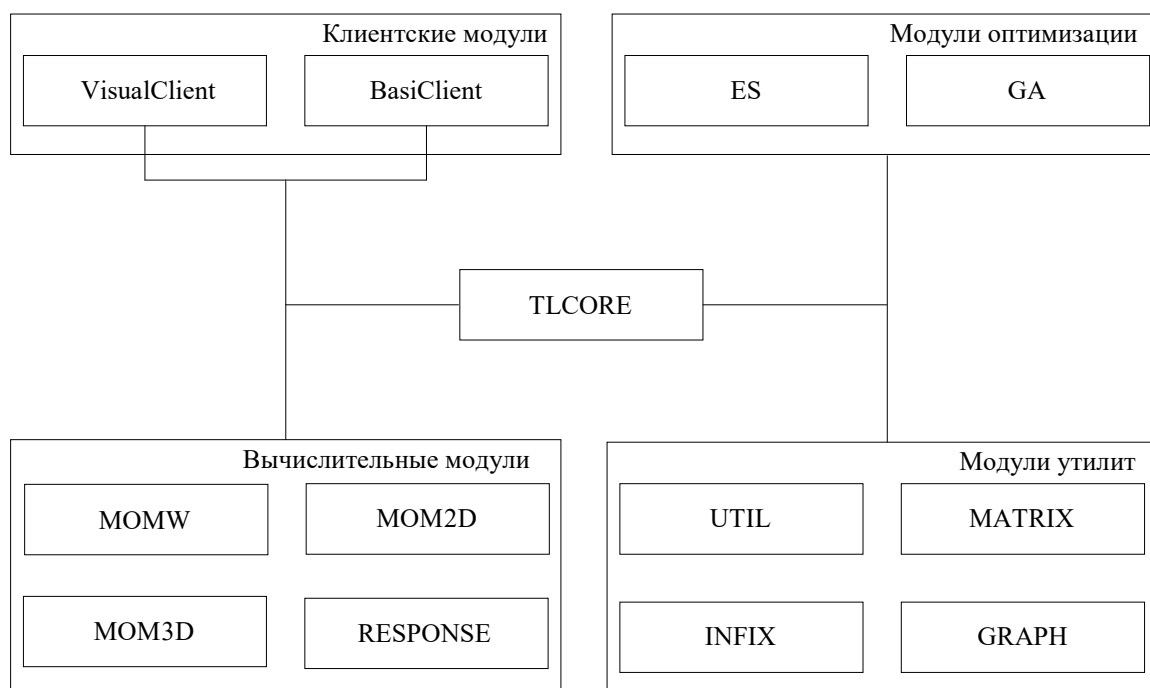 Клиентские модули
VisualClient
BasiClient
Модули оптимизации
ES
GA
TLCORE
Вычислительные модули
MOMW
MOM2D
MOM3D
RESPONSE
Модули утилит
UTIL
MATRIX
INFIX
GRAPH